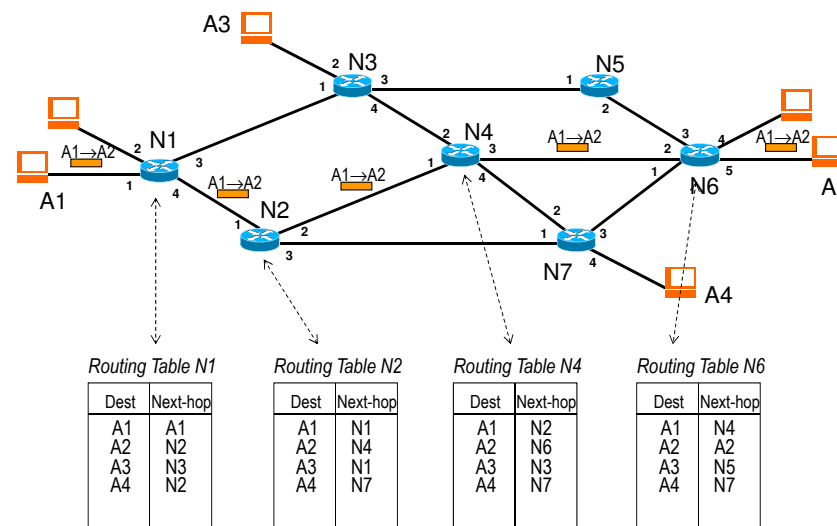 A3
N3
N5
2
1
3
4
1
2
N1
N4
A1→A2
2
3
1
4
A1→A2
A1→A2
N2
1
2
3
A1→A2
2
3
1
4
A1→A2
3
4
2
1
5
N6
A1
A
2
1
3
4
N7
A4
Routing Table N1
Dest Next-hop
A1 A1
A2 N2
A3 N3
A4 N2
Routing Table N2
Dest Next-hop
A1 N1
A2 N4
A3 N1
A4 N7
Routing Table N4
Dest Next-hop
A1 N2
A2 N6
A3 N3
A4 N7
Routing Table N6
Dest Next-hop
A1 N4
A2 A2
A3 N5
A4 N7